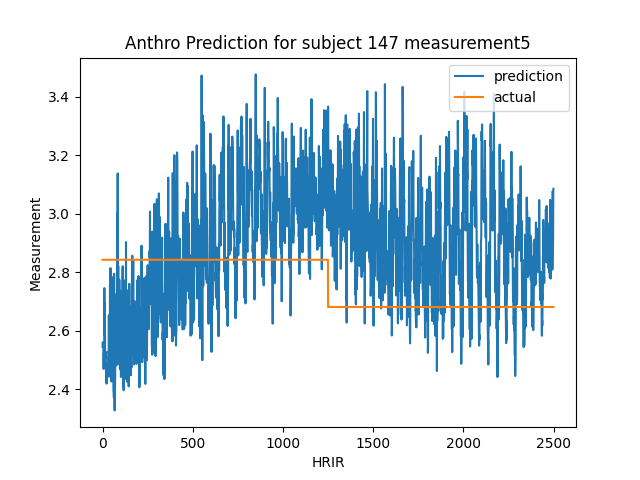 Anthro Prediction for subject 147 measurement5
prediction
actual
3.4
3.2
3.0
2.8
2.6
2.4
Measurement
0
500
1000
1500
2000
2500
HRIR